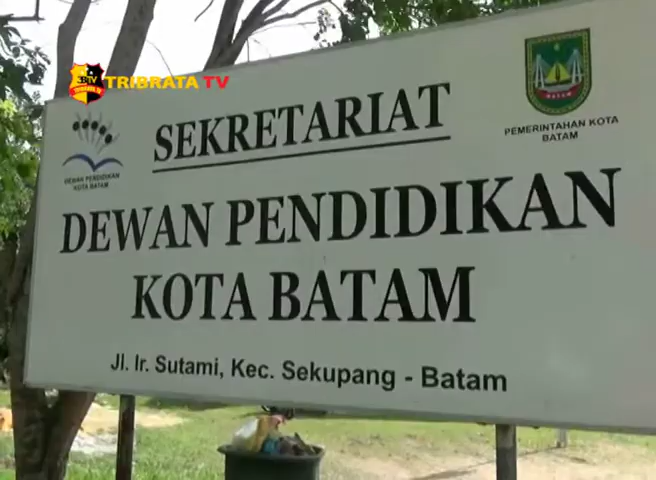 TRIBRATA TV
SEKRETARIAT
DEWAN PENDIDIKAN
KOTA BATAM
PEMERINTAHAN KOTA
BATAM
DEWAN PENDIDIKAN
KOTA BATAM
Jl. Ir. Sutami, Kec. Sekupang - Batam